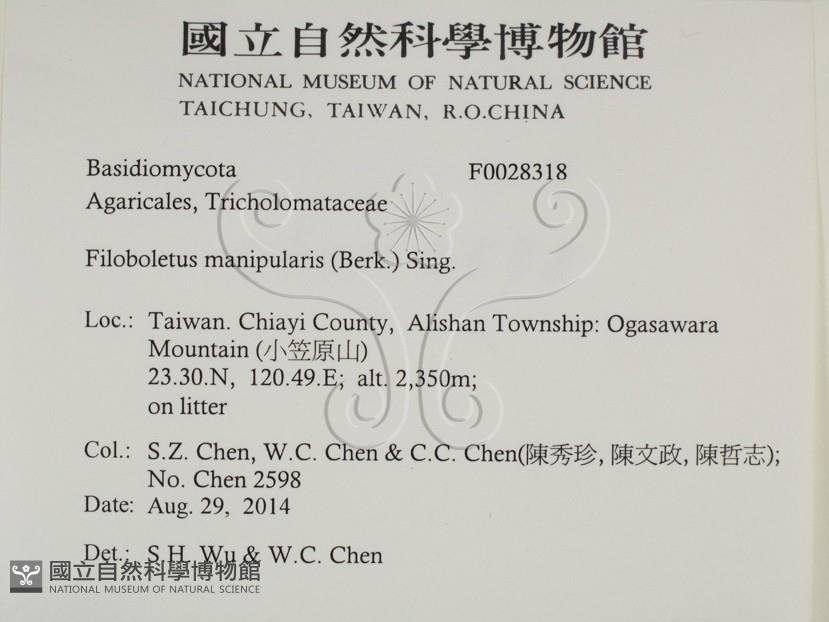 國立自然科學博物館
NATIONAL MUSEUM OF NATURAL SCIENCE
TAICHUNG, TAIWAN, R.O.CHINA
Basidiomycota F0028318
Agaricales, Tricholomataceae
Filoboletus manipularis (Berk.) Sing.
Loc.: Taiwan. Chiayi County, Alishan Township: Ogasawara
Mountain (小笠原山)
23.30.N, 120.49.E; alt. 2,350m;
on litter
Col.: S.Z. Chen, W.C. Chen & C.C. Chen(陳秀珍, 陳文政, 陳哲志);
No. Chen 2598
Date: Aug. 29, 2014
Det.: S.H. Wu & W.C. Chen
國立自然科學博物館
NATIONAL MUSEUM OF NATURAL SCIENCE